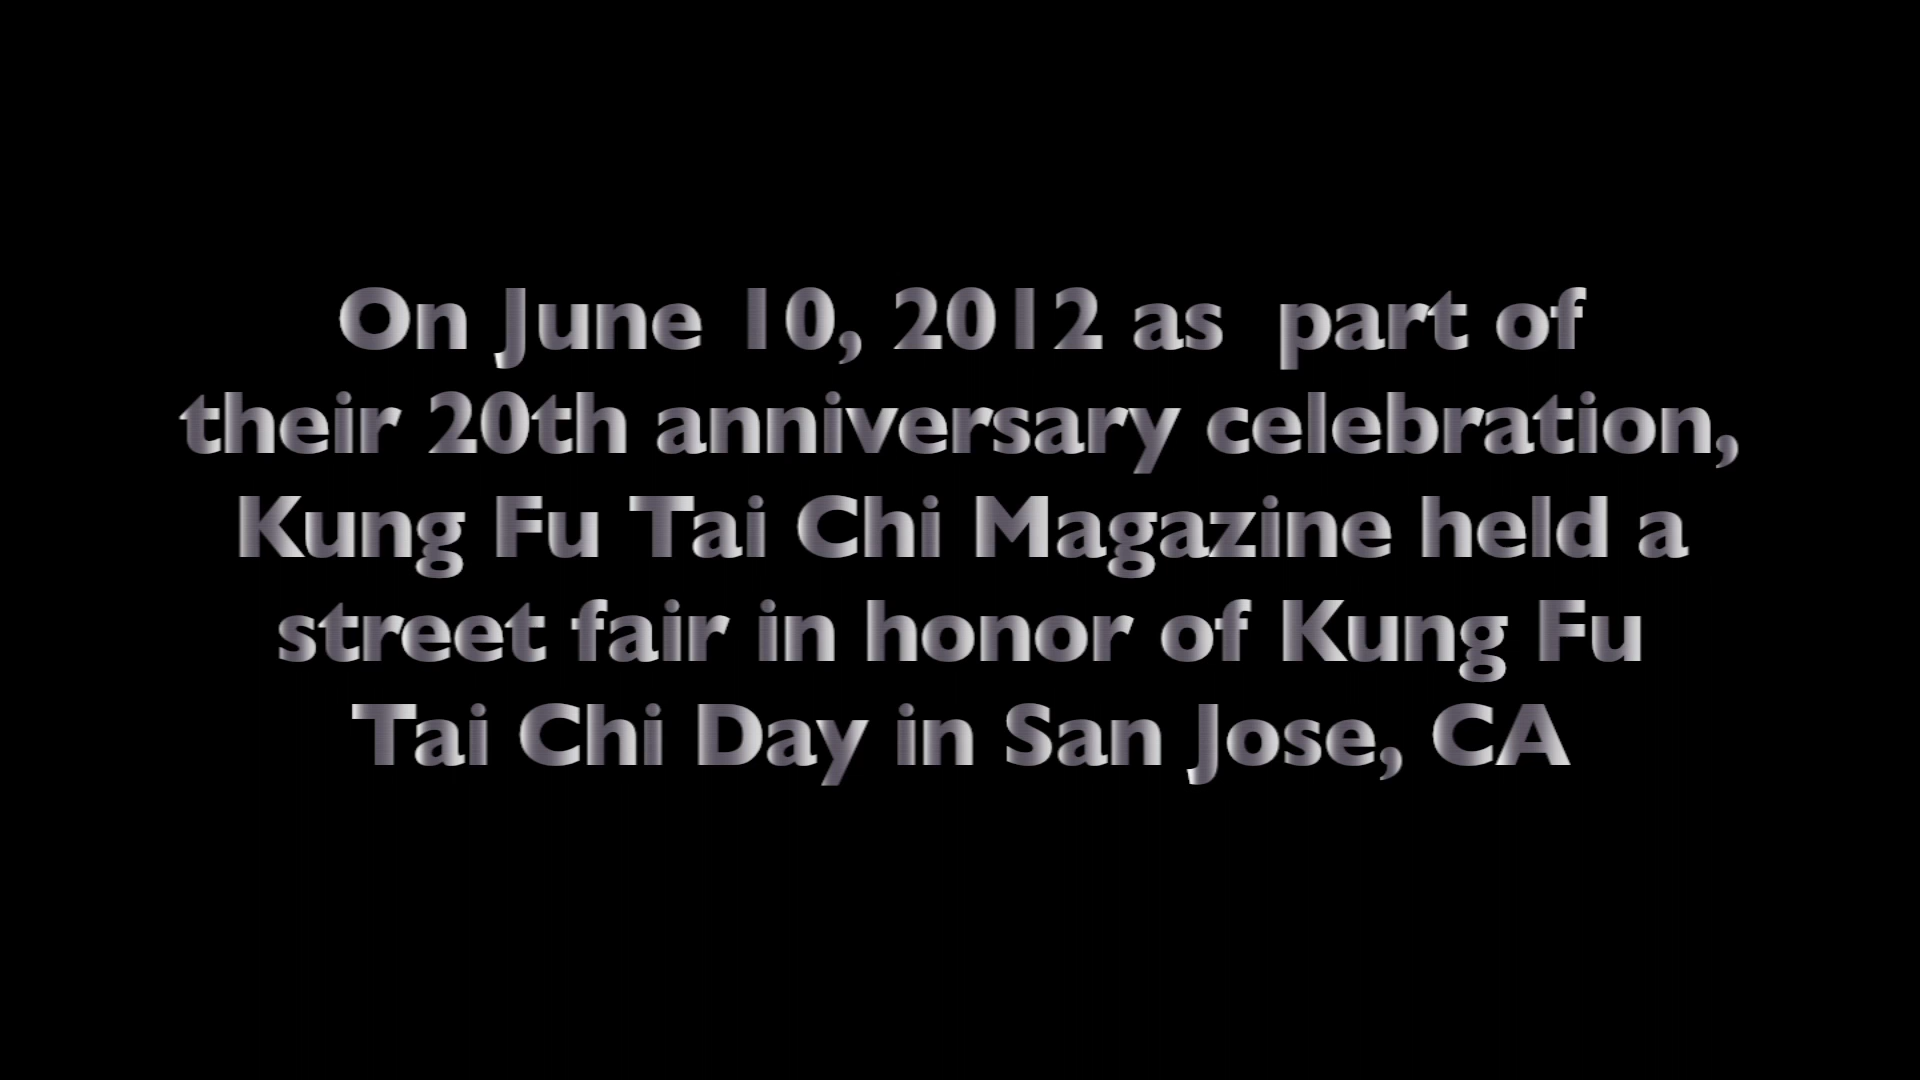 On June 10, 2012 as  part of
their 20th anniversary celebration,
Kung Fu Tai Chi Magazine held a
street fair in honor of Kung Fu
Tai Chi Day in San Jose, CA